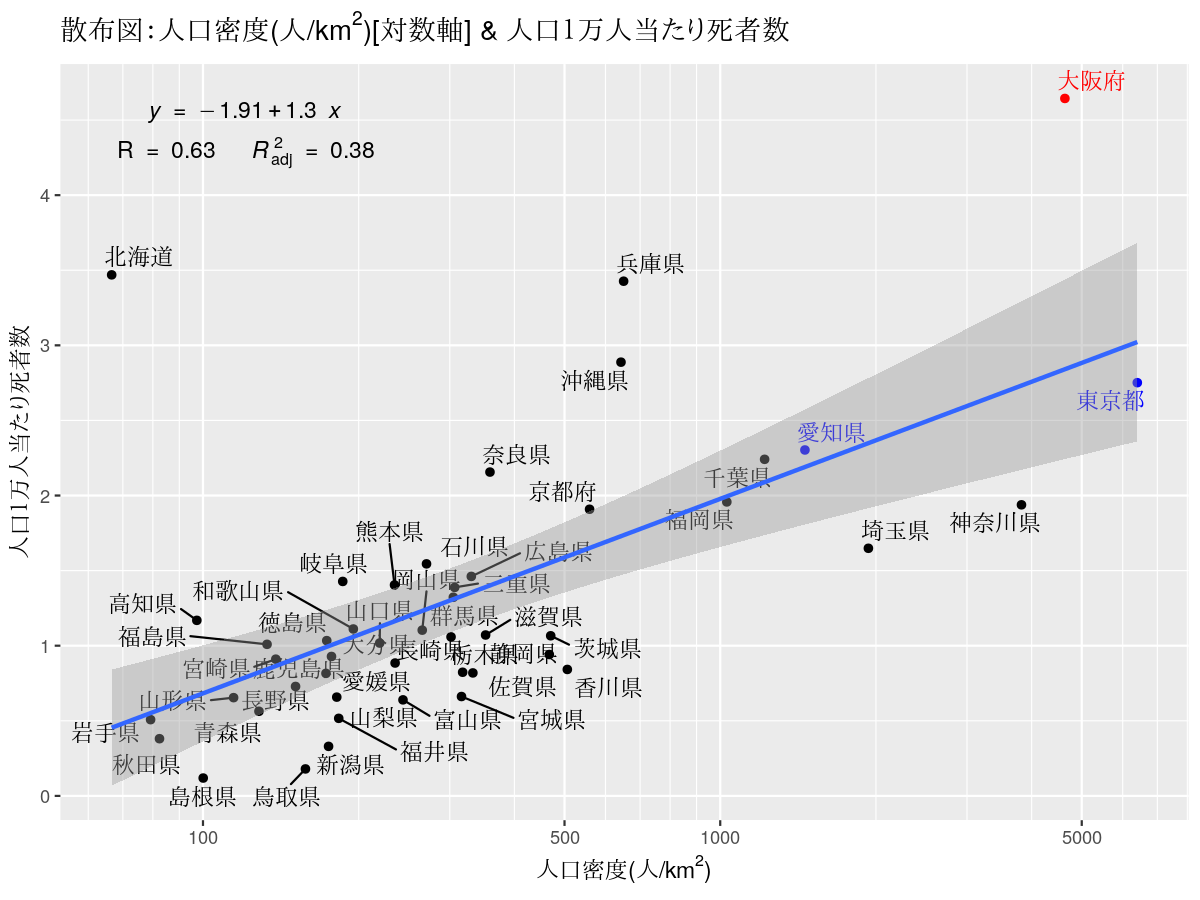 散布図:人口密度(人/km²)[対数軸] & 人口1万人当たり死者数
大阪府
y = −1.91+1.3 x
R = 0.63 R²adj = 0.38
4
北海道
兵庫県
3
沖縄県
東京都
愛知県
奈良県
千葉県
京都府
2
福岡県
神奈川県
埼玉県
熊本県
石川県
広島県
岐阜県
岡山県
三重県
和歌山県
高知県
山口県
群馬県
滋賀県
徳島県
福島県
1
大分県
長崎県
栃木県
静岡県
茨城県
宮崎県
鹿児島県
愛媛県
佐賀県
香川県
山形県
長野県
山梨県
富山県
宮城県
岩手県
青森県
福井県
秋田県
新潟県
島根県
鳥取県
0
100
500
1000
5000
人口密度(人/km²)
人口1万人当たり死者数